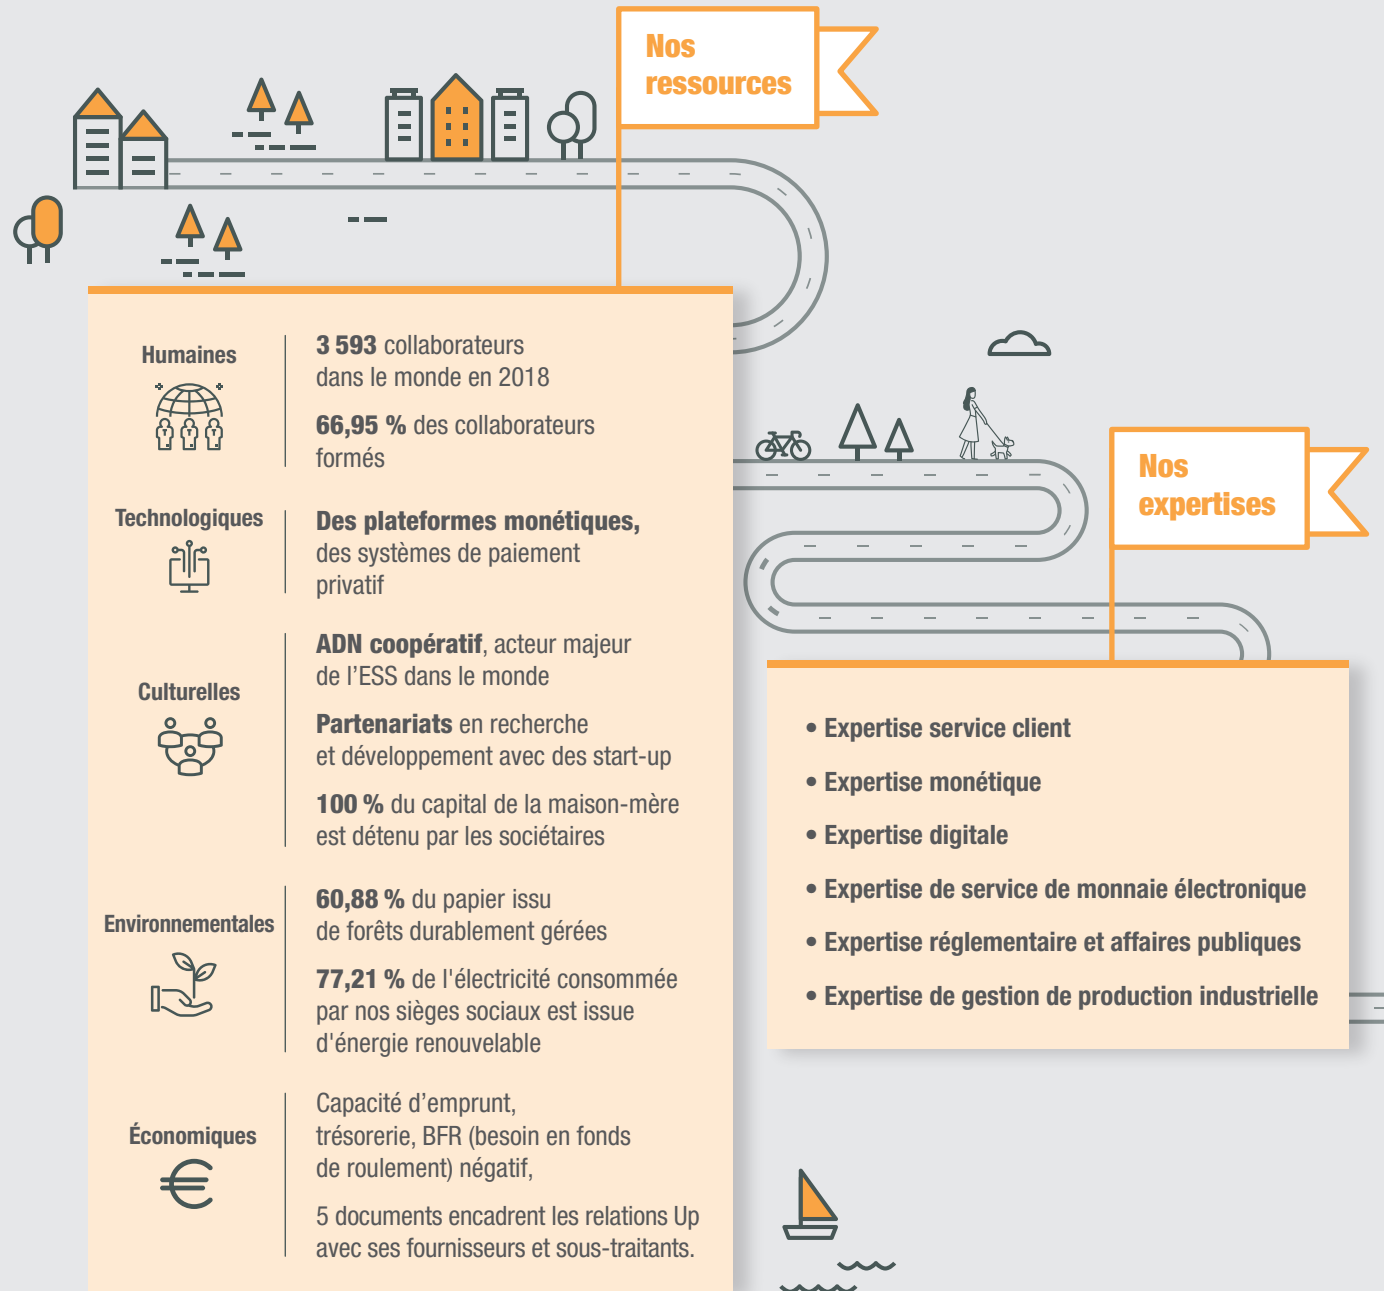 Nos
ressources
Humaines
3 593 collaborateurs
dans le monde en 2018
66,95 % des collaborateurs
formés
Technologiques
Des plateformes monétiques,
des systèmes de paiement
privatif
Culturelles
ADN coopératif, acteur majeur
de l’ESS dans le monde
Partenariats en recherche
et développement avec des start-up
100 % du capital de la maison-mère
est détenu par les sociétaires
Environnementales
60,88 % du papier issu
de forêts durablement gérées
77,21 % de l'électricité consommée
par nos sièges sociaux est issue
d'énergie renouvelable
Économiques
Capacité d’emprunt,
trésorerie, BFR (besoin en fonds
de roulement) négatif,
5 documents encadrent les relations Up
avec ses fournisseurs et sous-traitants.
Nos
expertises
• Expertise service client
• Expertise monétique
• Expertise digitale
• Expertise de service de monnaie électronique
• Expertise réglementaire et affaires publiques
• Expertise de gestion de production industrielle